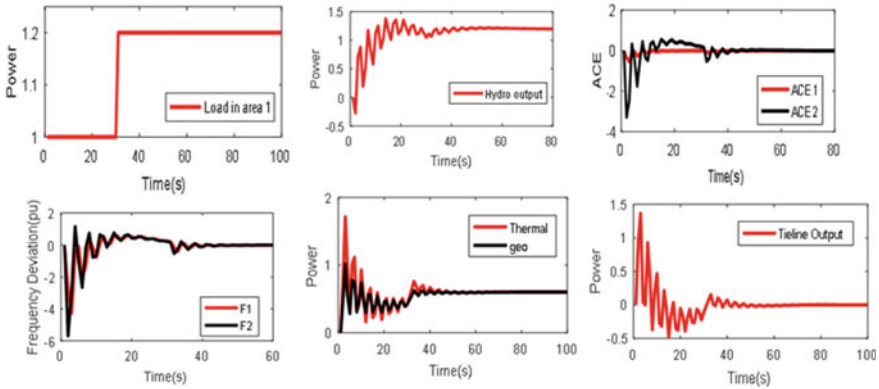 Power
1.2
1.1
1
0 20 40 60 80 100
Time(s)
Load in area 1
Power
1.5
1
0.5
0
-0.5
0 20 40 60 80
Time(s)
Hydro output
ACE
2
0
-2
-4
0 20 40 60 80
Time(s)
ACE 1
ACE 2
Frequency Deviation(pu)
2
0
-2
-4
-6
0 20 40 60
Time(s)
F1
F2
Power
2
1
0
0 20 40 60 80 100
Time(s)
Thermal
geo
Power
1.5
1
0.5
0
-0.5
0 20 40 60 80 100
Time(s)
Tieline Output